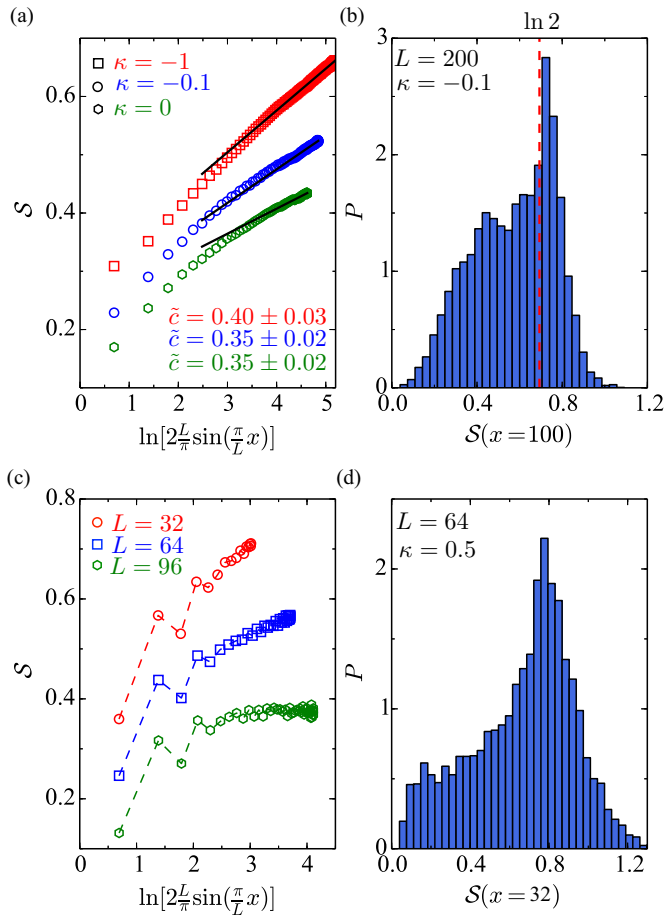 (a)
κ = −1
κ = −0.1
κ = 0
c̃ = 0.40 ± 0.03
c̃ = 0.35 ± 0.02
c̃ = 0.35 ± 0.02
0.6
0.4
0.2
S
0 1 2 3 4 5
ln[2 L/π sin(π/L x)]
(b)
ln 2
L = 200
κ = −0.1
3
2
1
0
P
0.0 0.4 0.8 1.2
S(x = 100)
(c)
L = 32
L = 64
L = 96
0.8
0.6
0.4
0.2
S
0 1 2 3 4
ln[2 L/π sin(π/L x)]
(d)
L = 64
κ = 0.5
2
1
0
P
0.0 0.4 0.8 1.2
S(x = 32)